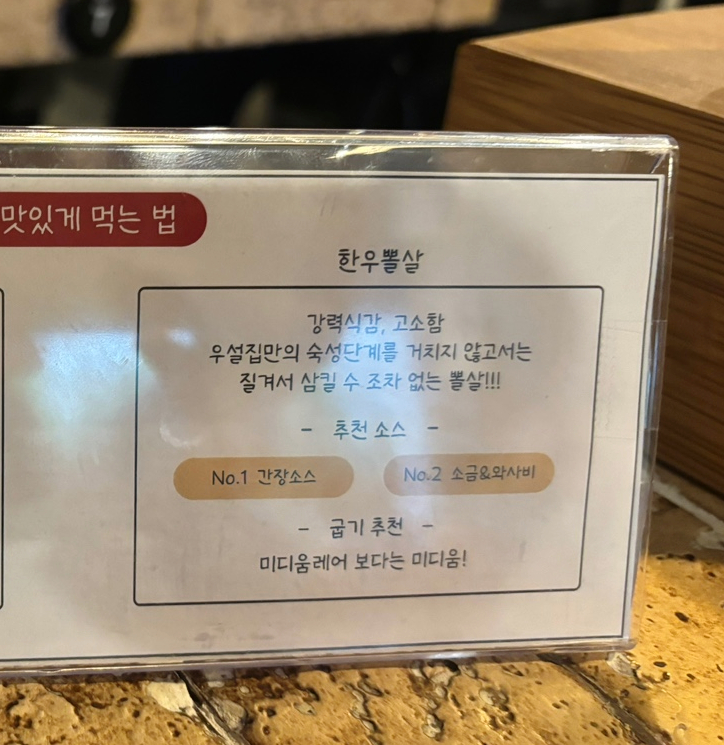 맛있게 먹는 법
한우뽈살
강력식감, 고소함
우설집만의 숙성단계를 거치지 않고서는
질겨서 삼킬 수 조차 없는 뽈살!!!
- 추천 소스 -
No.1 간장소스
No.2 소금&와사비
- 굽기 추천 -
미디움레어 보다는 미디움!